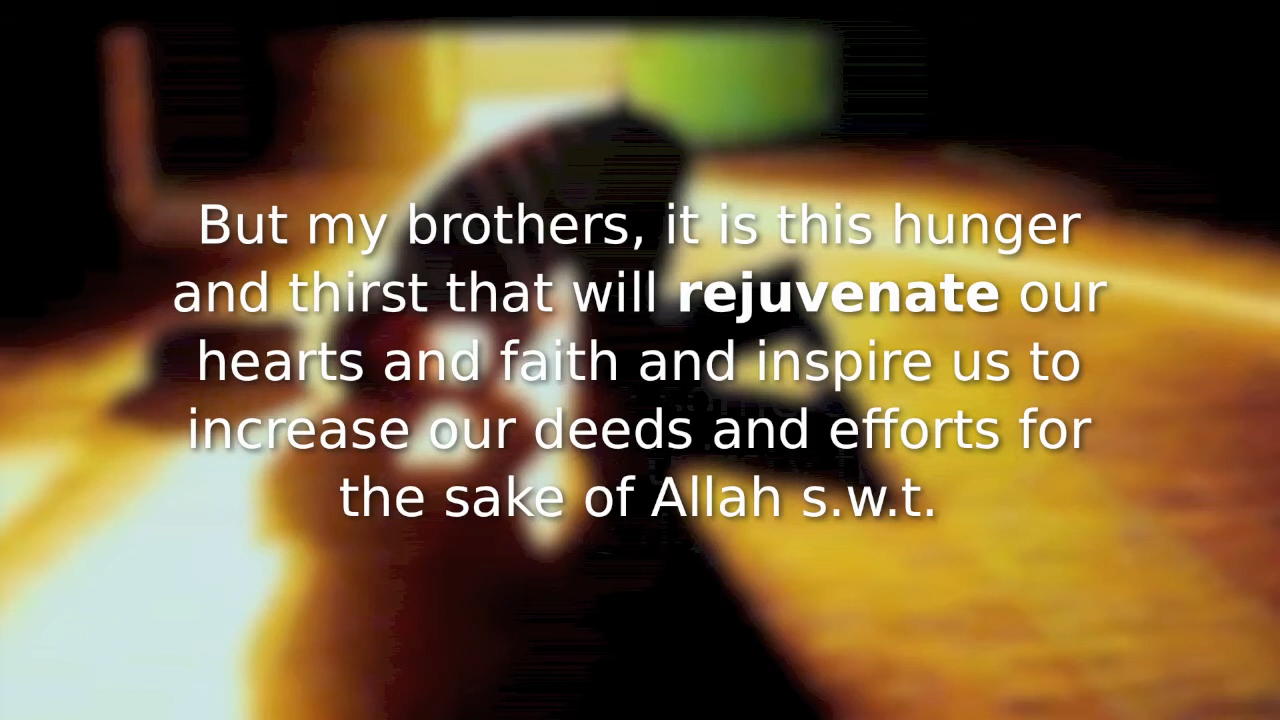 But my brothers, it is this hunger
and thirst that will rejuvenate our
hearts and faith and inspire us to
increase our deeds and efforts for
the sake of Allah s.w.t.